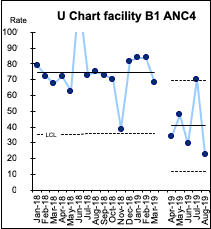 U Chart facility B1 ANC4
Rate
100
90
80
70
60
50
40
30
20
10
0
LCL
Jan-18
Feb-18
Mar-18
Apr-18
May-18
Jun-18
Jul-18
Aug-18
Sep-18
Oct-18
Nov-18
Dec-18
Jan-19
Feb-19
Mar-19
Apr-19
May-19
Jun-19
Jul-19
Aug-19